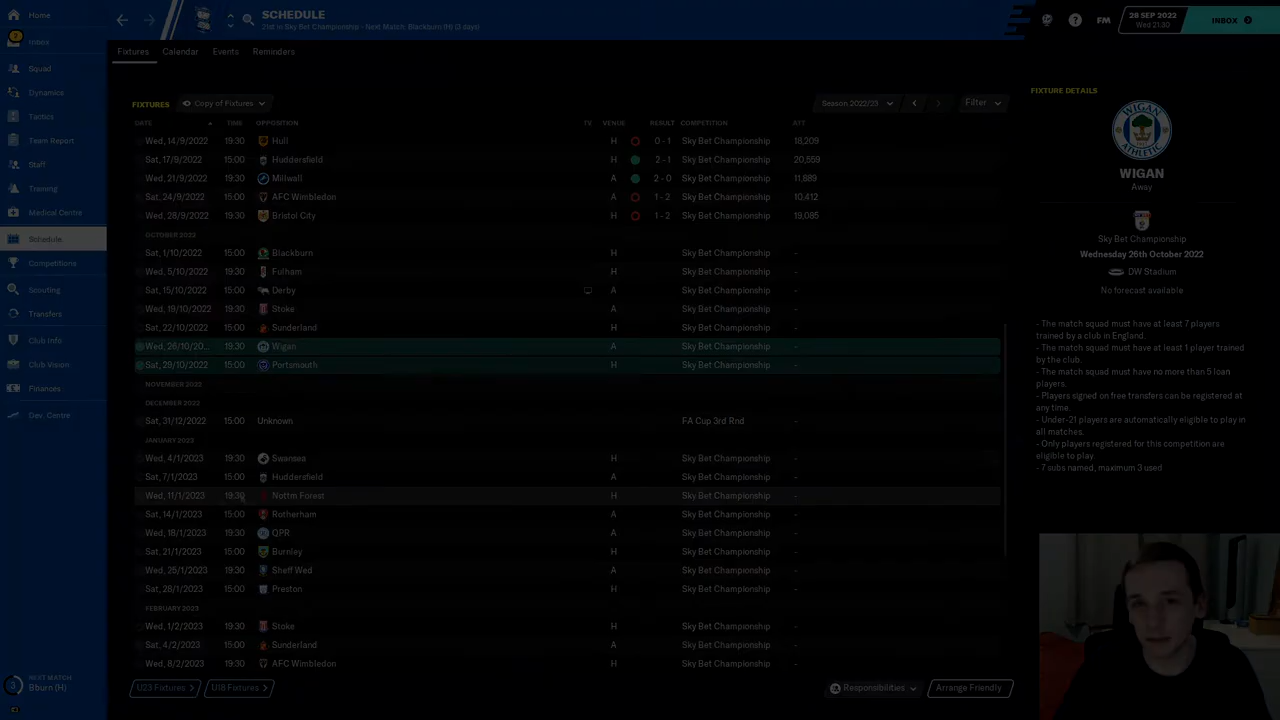 Home
SCHEDULE
21st in Sky Bet Championship - Next Match: Blackburn (H) (2 days)
FM
28 SEP 2022
Wed 21:30
INBOX
Inbox
Squad
Dynamics
Tactics
Team Report
Staff
Training
Medical Centre
Schedule
Competitions
Scouting
Transfers
Club Info
Club Vision
Finances
Dev. Centre
NEXT MATCH
Bburn (H)
Fixtures Calendar Events Reminders
FIXTURES Copy of Fixtures Season 2022/23 Filter
DATE TIME OPPOSITION TV VENUE RESULT COMPETITION ATT
Wed, 14/9/2022 19:30 Hull H 0 - 1 Sky Bet Championship 18,209
Sat, 17/9/2022 15:00 Huddersfield H 2 - 1 Sky Bet Championship 20,559
Wed, 21/9/2022 19:30 Millwall A 2 - 0 Sky Bet Championship 11,689
Sat, 24/9/2022 15:00 AFC Wimbledon A 1 - 2 Sky Bet Championship 10,412
Wed, 28/9/2022 19:30 Bristol City H 1 - 2 Sky Bet Championship 19,085
OCTOBER 2022
Sat, 1/10/2022 15:00 Blackburn H Sky Bet Championship -
Wed, 5/10/2022 19:30 Fulham H Sky Bet Championship -
Sat, 15/10/2022 15:00 Derby A Sky Bet Championship -
Wed, 19/10/2022 19:30 Stoke A Sky Bet Championship -
Sat, 22/10/2022 15:00 Sunderland H Sky Bet Championship -
Wed, 26/10/20... 19:30 Wigan A Sky Bet Championship -
Sat, 29/10/2022 15:00 Portsmouth H Sky Bet Championship -
NOVEMBER 2022
DECEMBER 2022
Sat, 31/12/2022 15:00 Unknown FA Cup 3rd Rnd -
JANUARY 2023
Wed, 4/1/2023 19:30 Swansea H Sky Bet Championship -
Sat, 7/1/2023 15:00 Huddersfield A Sky Bet Championship -
Wed, 11/1/2023 19:30 Nottm Forest H Sky Bet Championship -
Sat, 14/1/2023 15:00 Rotherham A Sky Bet Championship -
Wed, 18/1/2023 19:30 QPR A Sky Bet Championship -
Sat, 21/1/2023 15:00 Burnley H Sky Bet Championship -
Wed, 25/1/2023 19:30 Sheff Wed A Sky Bet Championship -
Sat, 28/1/2023 15:00 Preston H Sky Bet Championship -
FEBRUARY 2023
Wed, 1/2/2023 19:30 Stoke H Sky Bet Championship -
Sat, 4/2/2023 15:00 Sunderland A Sky Bet Championship -
Wed, 8/2/2023 19:30 AFC Wimbledon H Sky Bet Championship -
U23 Fixtures U18 Fixtures Responsibilities Arrange Friendly
FIXTURE DETAILS
WIGAN
ATHLETIC
WIGAN
Away
Sky Bet Championship
Wednesday 26th October 2022
DW Stadium
No forecast available
- The match squad must have at least 7 players
trained by a club in England.
- The match squad must have at least 1 player trained
by the club.
- The match squad must have no more than 5 loan
players.
- Players signed on free transfers can be registered at
any time.
- Under-21 players are automatically eligible to play in
all matches.
- Only players registered for this competition are
eligible to play
- 7 subs named, maximum 3 used